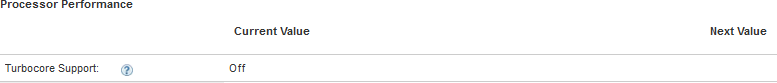 Processor Performance
Current Value Next Value
Turbocore Support: ? Off